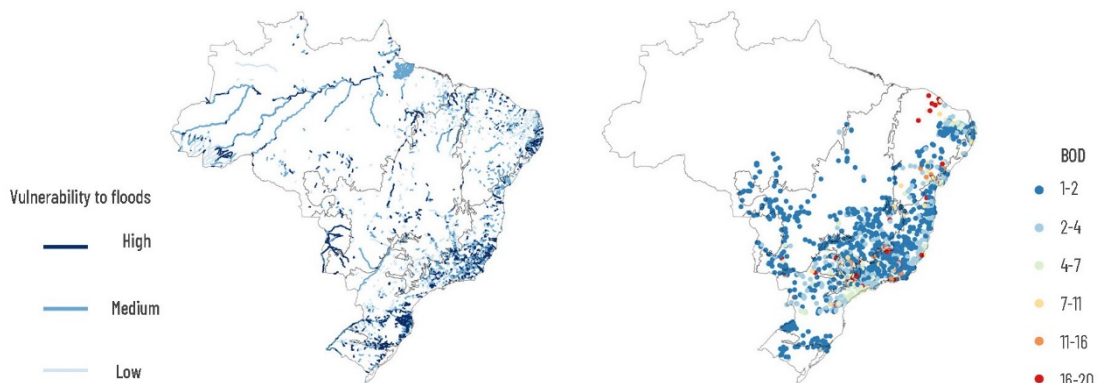 Vulnerability to floods
High
Medium
Low
BOD
1-2
2-4
4-7
7-11
11-16
16-20